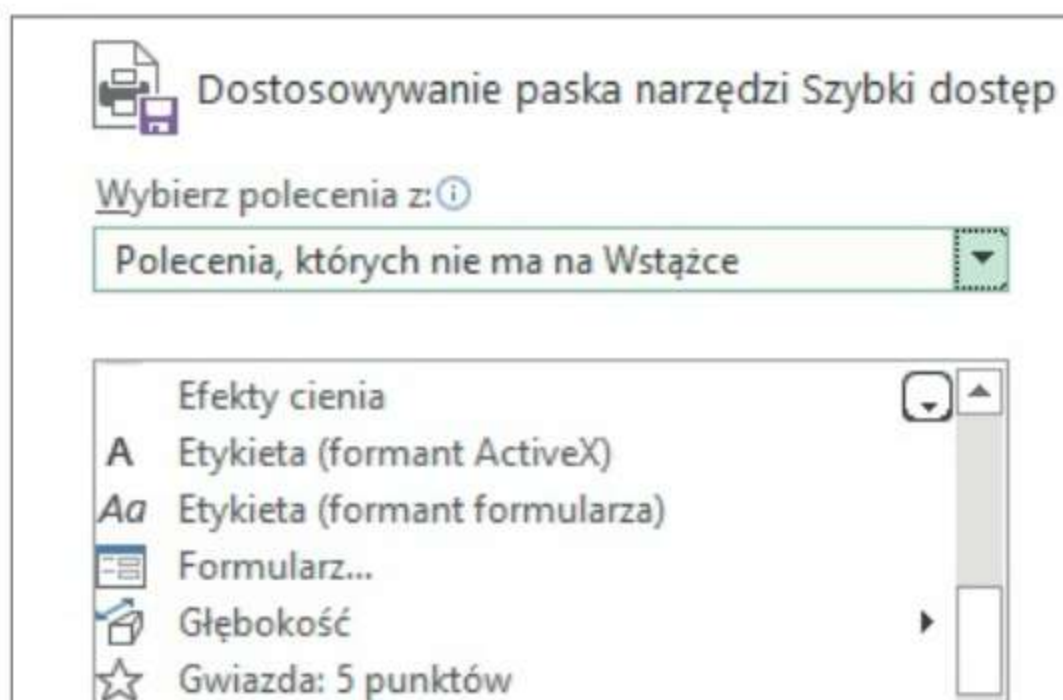 Dostosowywanie paska narzędzi Szybki dostęp
Wybierz polecenia z:
Polecenia, których nie ma na Wstążce
Efekty cienia
A Etykieta (formant ActiveX)
Aa Etykieta (formant formularza)
Formularz...
Głębokość
Gwiazda: 5 punktów